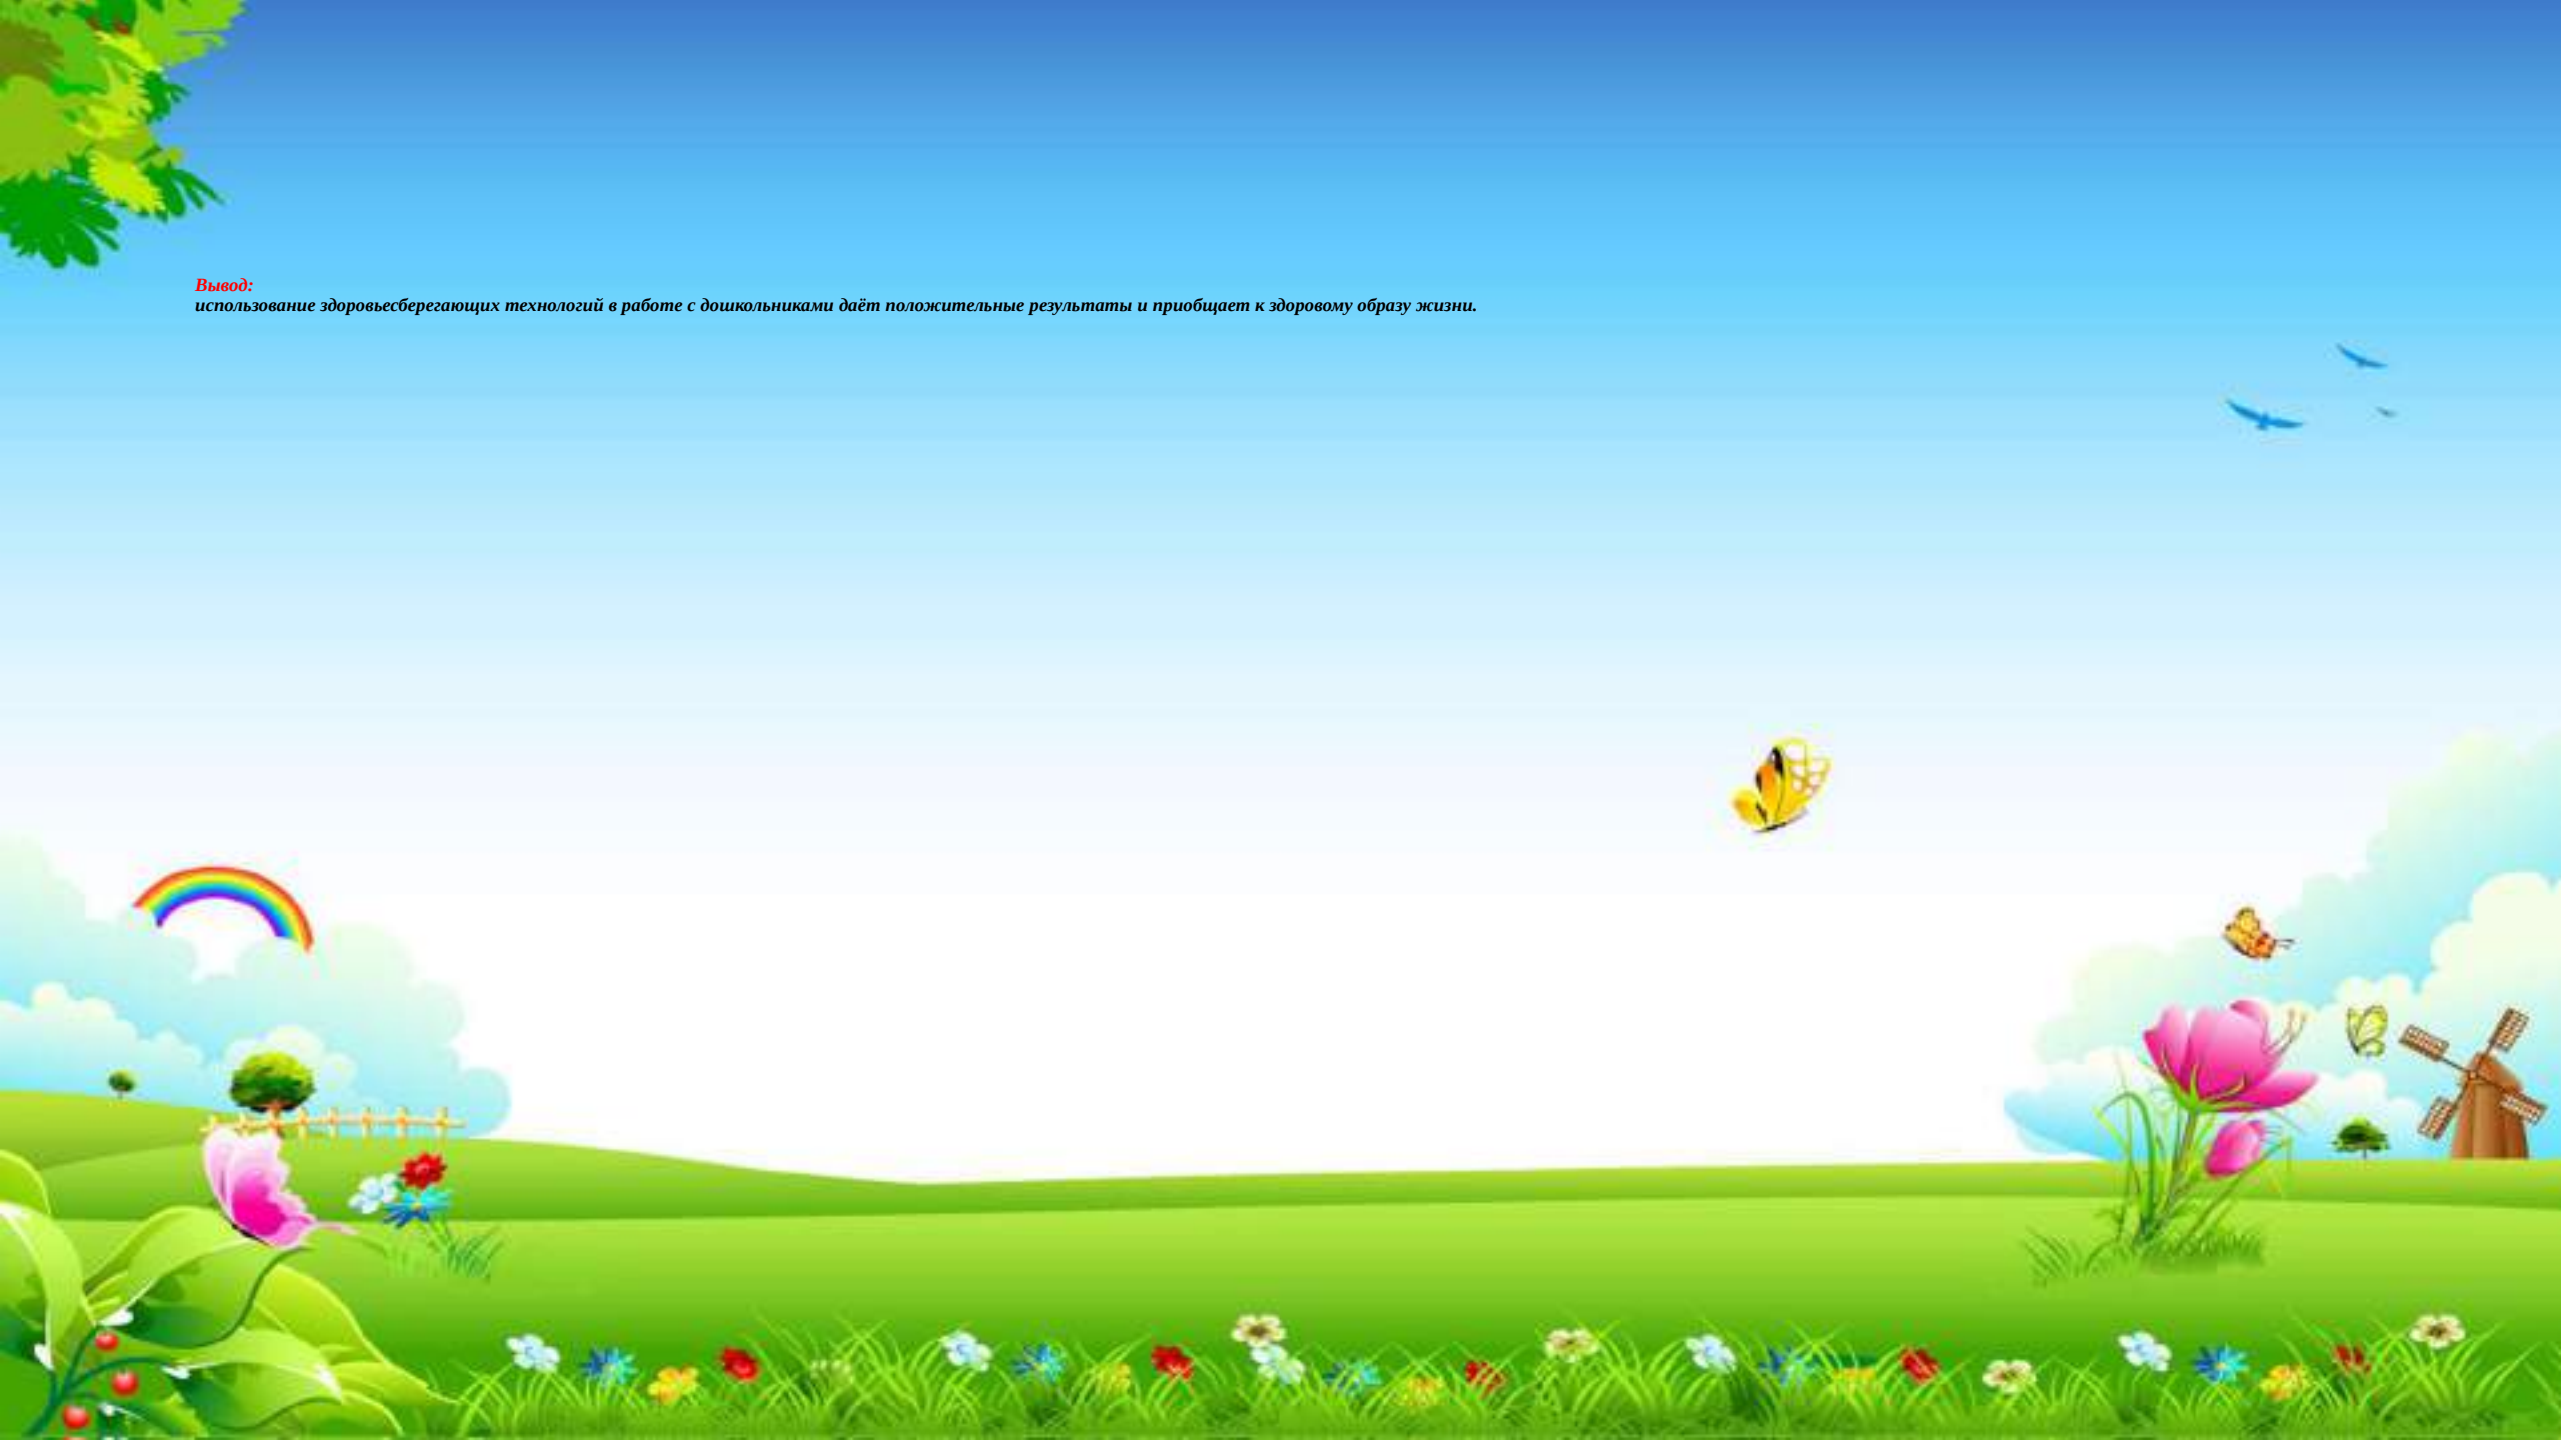 Вывод:
использование здоровьесберегающих технологий в работе с дошкольниками даёт положительные результаты и приобщает к здоровому образу жизни.